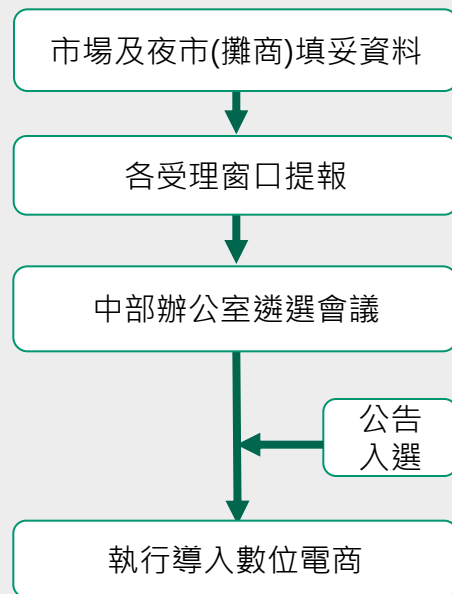 市場及夜市(攤商)填妥資料
各受理窗口提報
中部辦公室遴選會議
公告
入選
執行導入數位電商